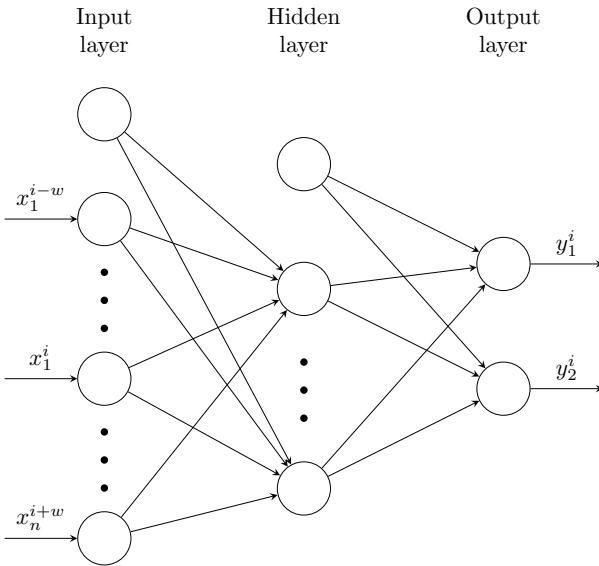 Input
layer
Hidden
layer
Output
layer
x_1^{i-w}
y_1^i
x_1^i
y_2^i
x_n^{i+w}